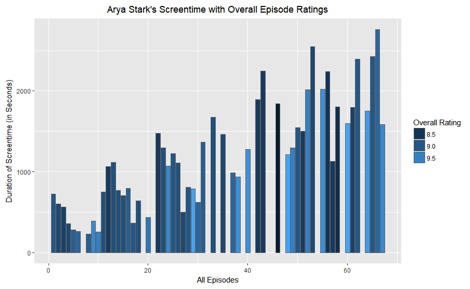 Arya Stark's Screentime with Overall Episode Ratings
Duration of Screentime (in Seconds)
2000
1000
0
0
20
40
60
All Episodes
Overall Rating
8.5
9.0
9.5